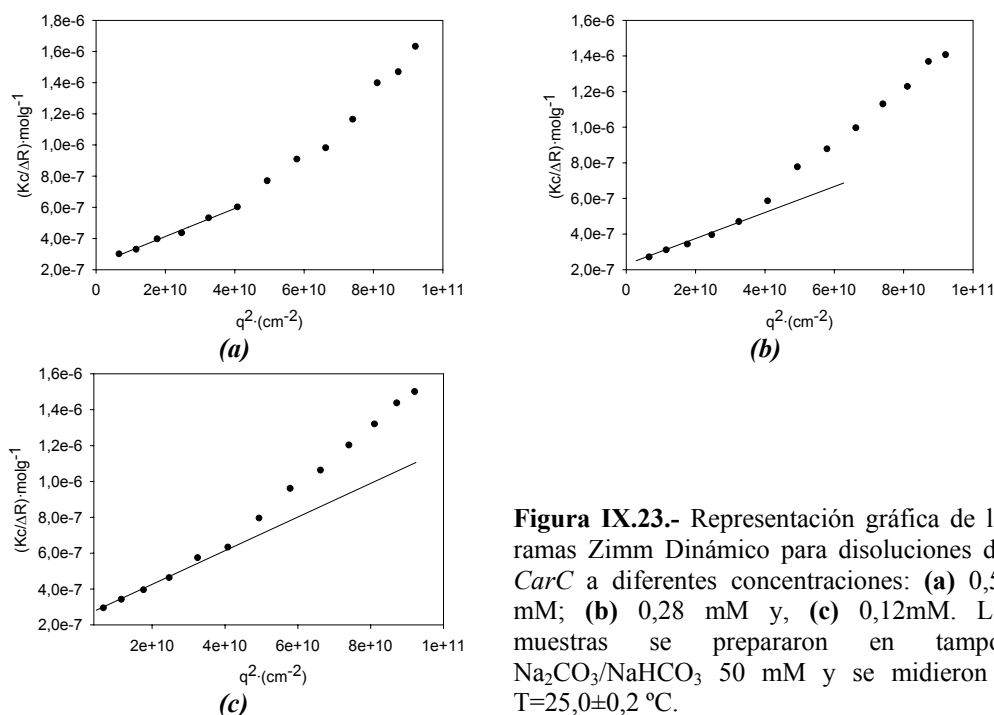 1,8e-6
1,6e-6
1,4e-6
1,2e-6
1,0e-6
8,0e-7
6,0e-7
4,0e-7
2,0e-7
(Kc/ΔR)·molg⁻¹
0 2e+10 4e+10 6e+10 8e+10 1e+11
q²·(cm⁻²)
(a)
1,6e-6
1,4e-6
1,2e-6
1,0e-6
8,0e-7
6,0e-7
4,0e-7
2,0e-7
(Kc/ΔR)·molg⁻¹
0 2e+10 4e+10 6e+10 8e+10 1e+11
q²·(cm⁻²)
(b)
1,6e-6
1,4e-6
1,2e-6
1,0e-6
8,0e-7
6,0e-7
4,0e-7
2,0e-7
(Kc/ΔR)·molg⁻¹
2e+10 4e+10 6e+10 8e+10 1e+11
q²·(cm⁻²)
(c)
Figura IX.23.- Representación gráfica de l
ramas Zimm Dinámico para disoluciones d
CarC a diferentes concentraciones: (a) 0,5
mM; (b) 0,28 mM y, (c) 0,12mM. L
muestras se prepararon en tampo
Na₂CO₃/NaHCO₃ 50 mM y se midieron
T=25,0±0,2 ºC.